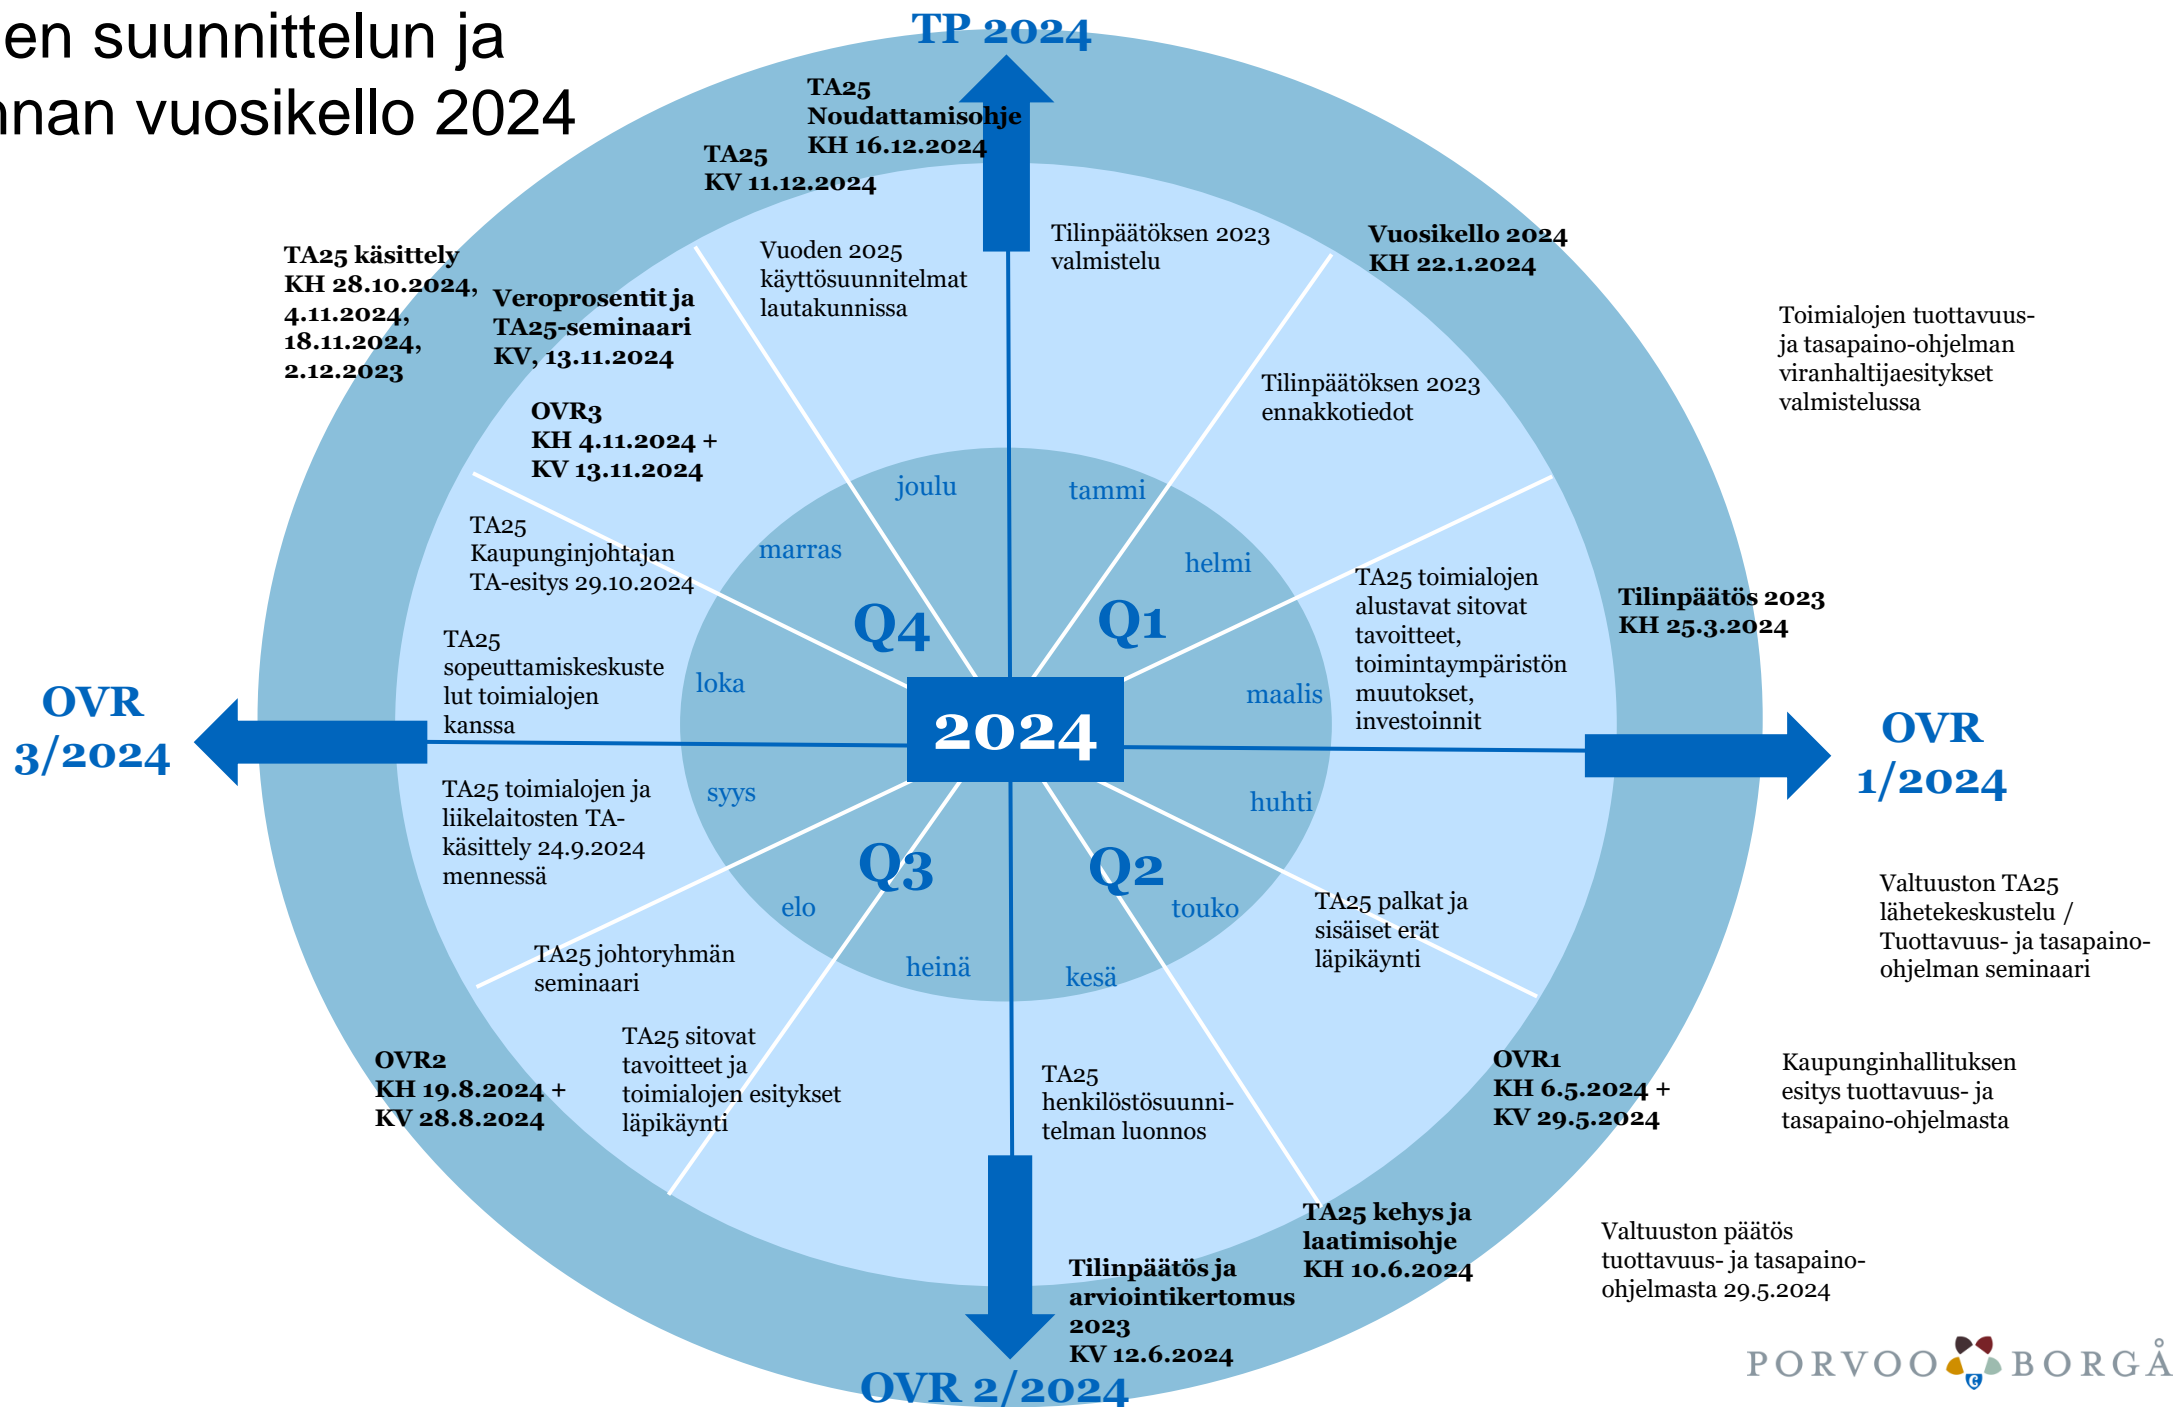 en suunnittelun ja
nnan vuosikello 2024
TP 2024
TA25
Noudattamisohje
KH 16.12.2024
TA25
KV 11.12.2024
TA25 käsittely
KH 28.10.2024,
4.11.2024,
18.11.2024,
2.12.2023
Veroprosentit ja
TA25-seminaari
KV, 13.11.2024
OVR3
KH 4.11.2024 +
KV 13.11.2024
Vuoden 2025
käyttösuunnitelmat
lautakunnissa
Tilinpäätöksen 2023
valmistelu
Vuosikello 2024
KH 22.1.2024
Tilinpäätöksen 2023
ennakkotiedot
Toimialojen tuottavuus-
ja tasapaino-ohjelman
viranhaltijaesitykset
valmistelussa
joulu
tammi
marras
helmi
Q4
Q1
TA25
Kaupunginjohtajan
TA-esitys 29.10.2024
TA25 toimialojen
alustavat sitovat
tavoitteet,
toimintaympäristön
muutokset,
investoinnit
Tilinpäätös 2023
KH 25.3.2024
TA25
sopeuttamiskeskuste
lut toimialojen
kanssa
loka
maalis
OVR
3/2024
2024
OVR
1/2024
TA25 toimialojen ja
liikelaitosten TA-
käsittely 24.9.2024
mennessä
syys
huhti
Q3
Q2
elo
touko
heinä
kesä
TA25 palkat ja
sisäiset erät
läpikäynti
Valtuuston TA25
lähetekeskustelu /
Tuottavuus- ja tasapaino-
ohjelman seminaari
TA25 johtoryhmän
seminaari
OVR2
KH 19.8.2024 +
KV 28.8.2024
TA25 sitovat
tavoitteet ja
toimialojen esitykset
läpikäynti
TA25
henkilöstösuunni-
telman luonnos
OVR1
KH 6.5.2024 +
KV 29.5.2024
Kaupunginhallituksen
esitys tuottavuus- ja
tasapaino-ohjelmasta
TA25 kehys ja
laatimisohje
KH 10.6.2024
Valtuuston päätös
tuottavuus- ja tasapaino-
ohjelmasta 29.5.2024
Tilinpäätös ja
arviointikertomus
2023
KV 12.6.2024
OVR 2/2024
PORVOO BORGÅ